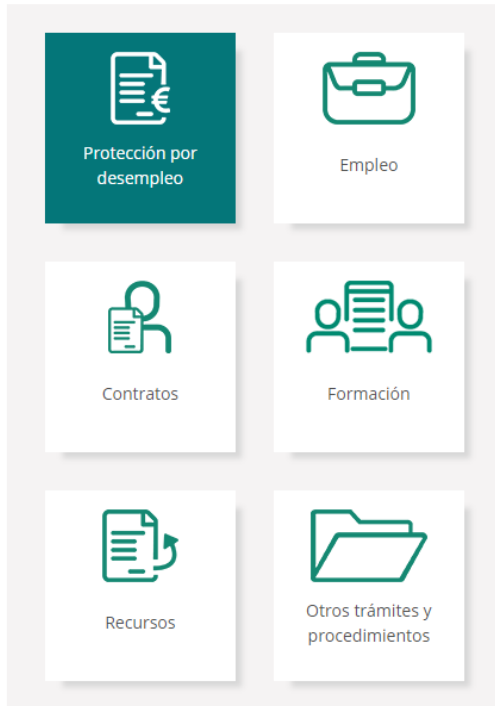 Protección por
desempleo
Empleo
Contratos
Formación
Recursos
Otros trámites y
procedimientos